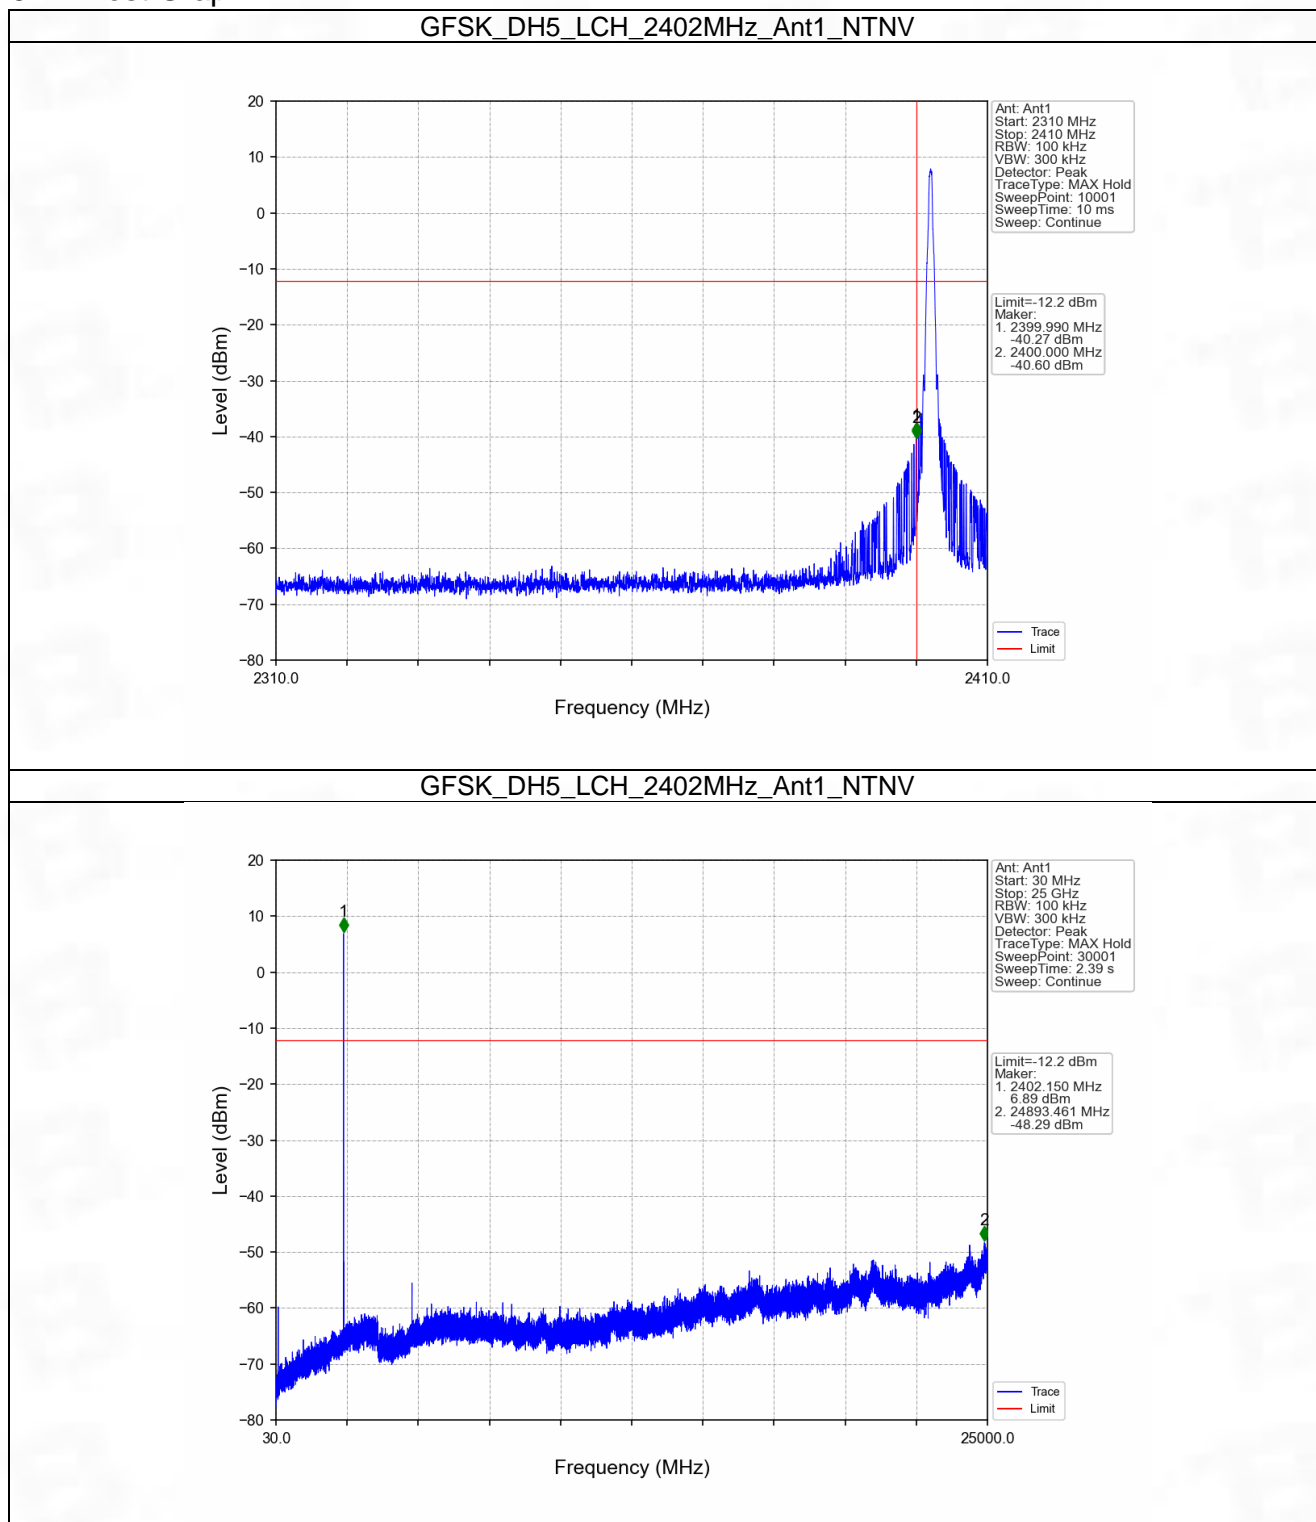 GFSK_DH5_LCH_2402MHz_Ant1_NTNV
20
10
0
−10
−20
−30
−40
−50
−60
−70
−80
Level (dBm)
2310.0
2410.0
Frequency (MHz)
2
Ant: Ant1
Start: 2310 MHz
Stop: 2410 MHz
RBW: 100 kHz
VBW: 300 kHz
Detector: Peak
TraceType: MAX Hold
SweepPoint: 10001
SweepTime: 10 ms
Sweep: Continue
Limit=-12.2 dBm
Maker:
1. 2399.990 MHz
-40.27 dBm
2. 2400.000 MHz
-40.60 dBm
Trace
Limit
GFSK_DH5_LCH_2402MHz_Ant1_NTNV
20
10
0
−10
−20
−30
−40
−50
−60
−70
−80
Level (dBm)
30.0
25000.0
Frequency (MHz)
1
2
Ant: Ant1
Start: 30 MHz
Stop: 25 GHz
RBW: 100 kHz
VBW: 300 kHz
Detector: Peak
TraceType: MAX Hold
SweepPoint: 30001
SweepTime: 2.39 s
Sweep: Continue
Limit=-12.2 dBm
Maker:
1. 2402.150 MHz
6.89 dBm
2. 24893.461 MHz
-48.29 dBm
Trace
Limit